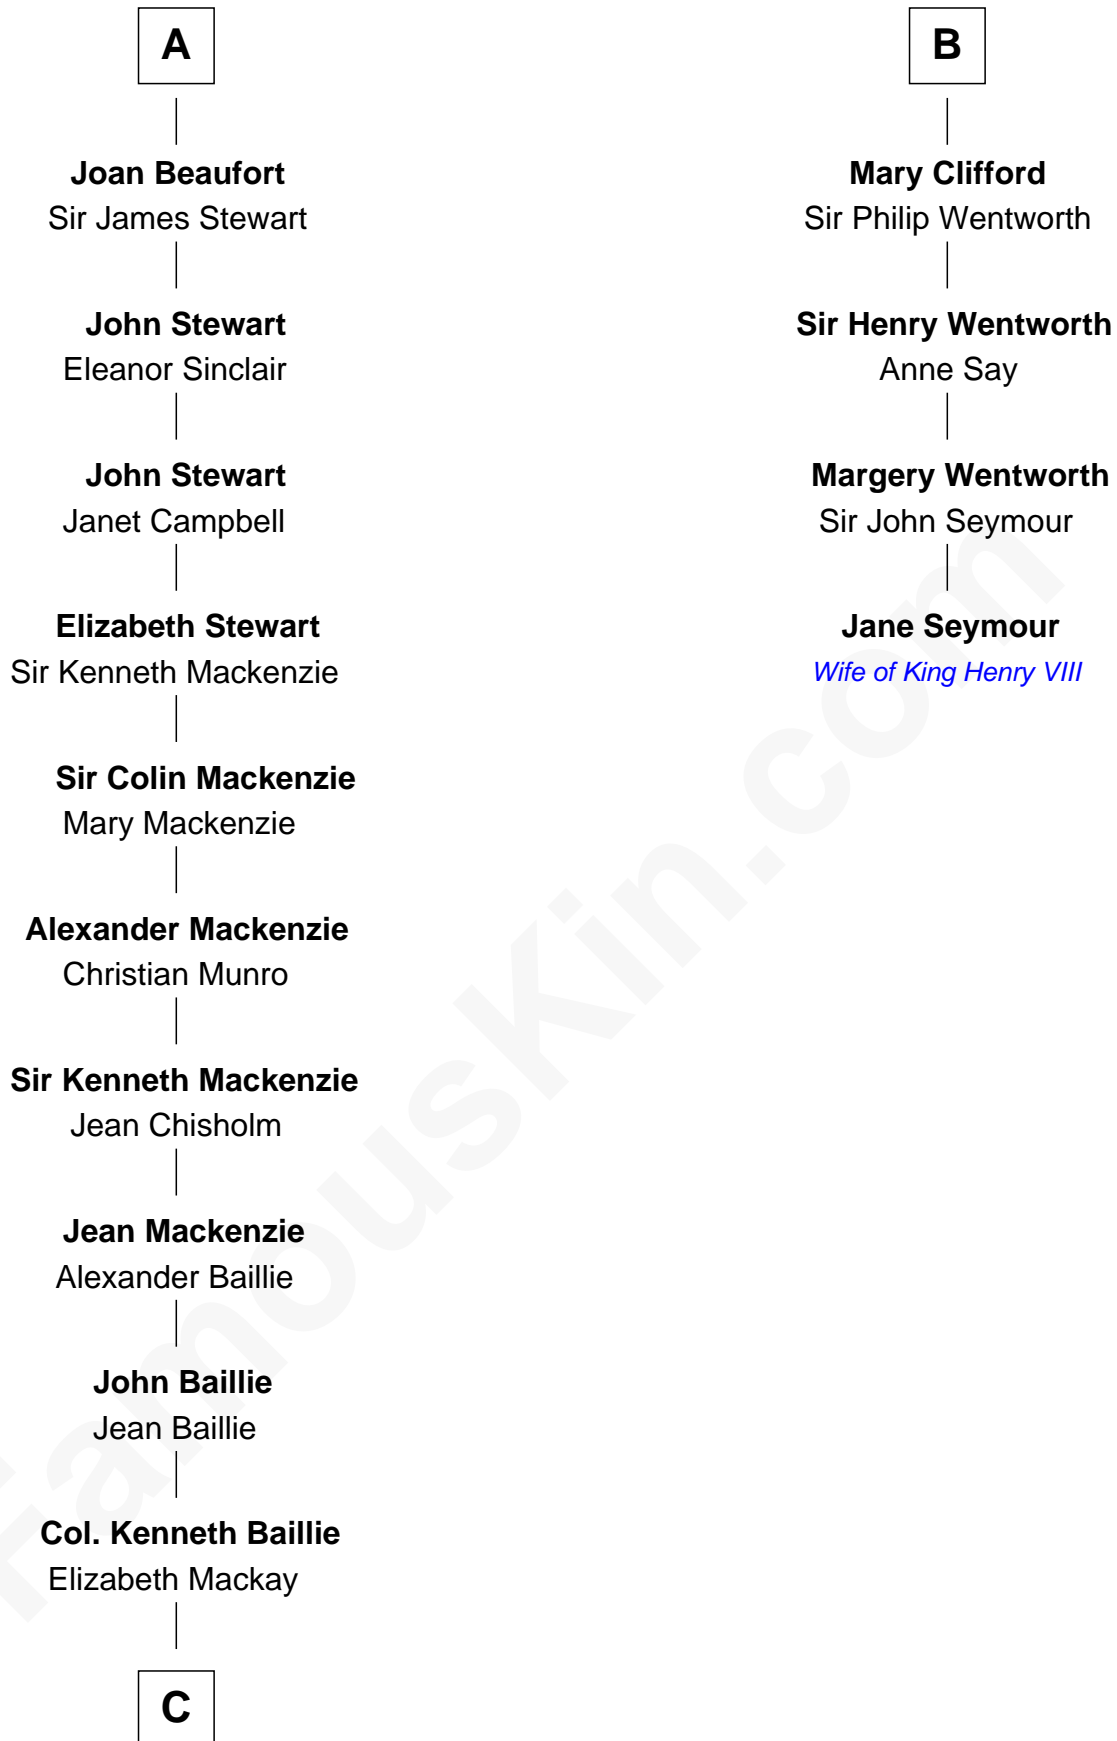 A
Joan Beaufort
Sir James Stewart
John Stewart
Eleanor Sinclair
John Stewart
Janet Campbell
Elizabeth Stewart
Sir Kenneth Mackenzie
Sir Colin Mackenzie
Mary Mackenzie
Alexander Mackenzie
Christian Munro
Sir Kenneth Mackenzie
Jean Chisholm
Jean Mackenzie
Alexander Baillie
John Baillie
Jean Baillie
Col. Kenneth Baillie
Elizabeth Mackay
C
B
Mary Clifford
Sir Philip Wentworth
Sir Henry Wentworth
Anne Say
Margery Wentworth
Sir John Seymour
Jane Seymour
Wife of King Henry VIII
FamousKin.com